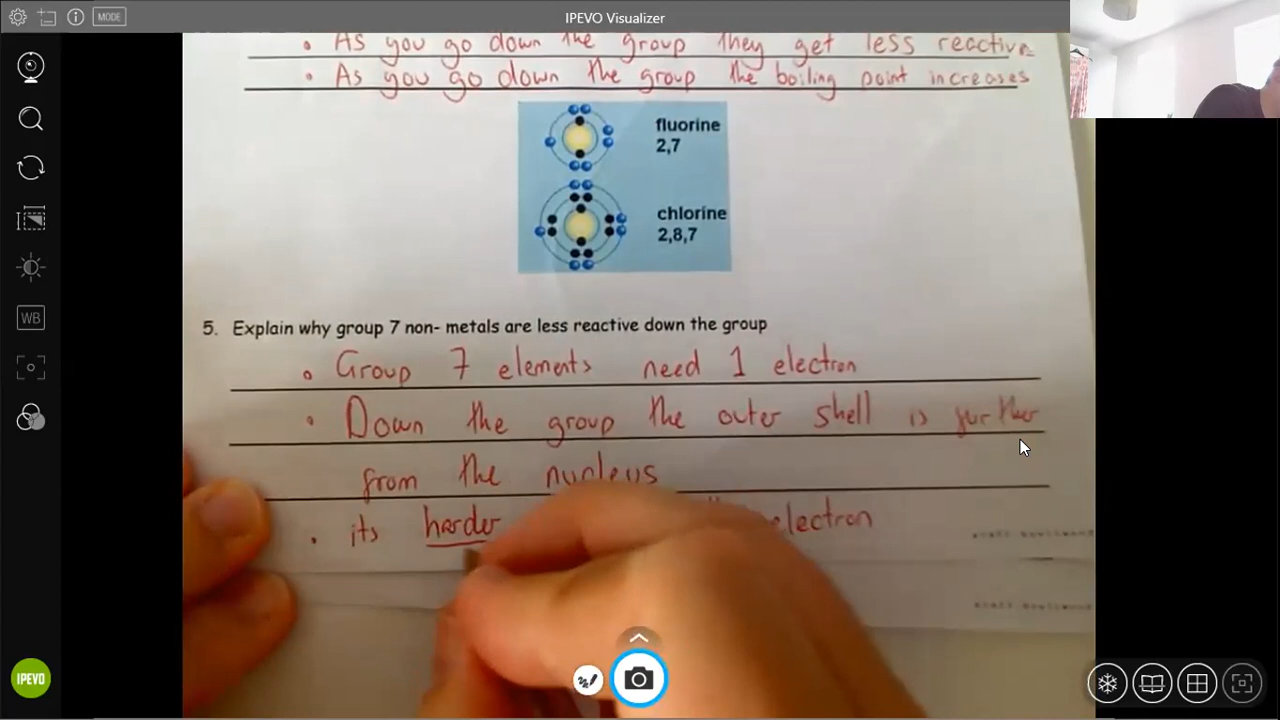 IPEVO Visualizer
MODE
• As you go down the group they get less reactive
• As you go down the group the boiling point increases
fluorine
2,7
chlorine
2,8,7
5. Explain why group 7 non- metals are less reactive down the group
• Group 7 elements need 1 electron
• Down the group the outer shell is further
from the nucleus
• its harder electron
WB
IPEVO